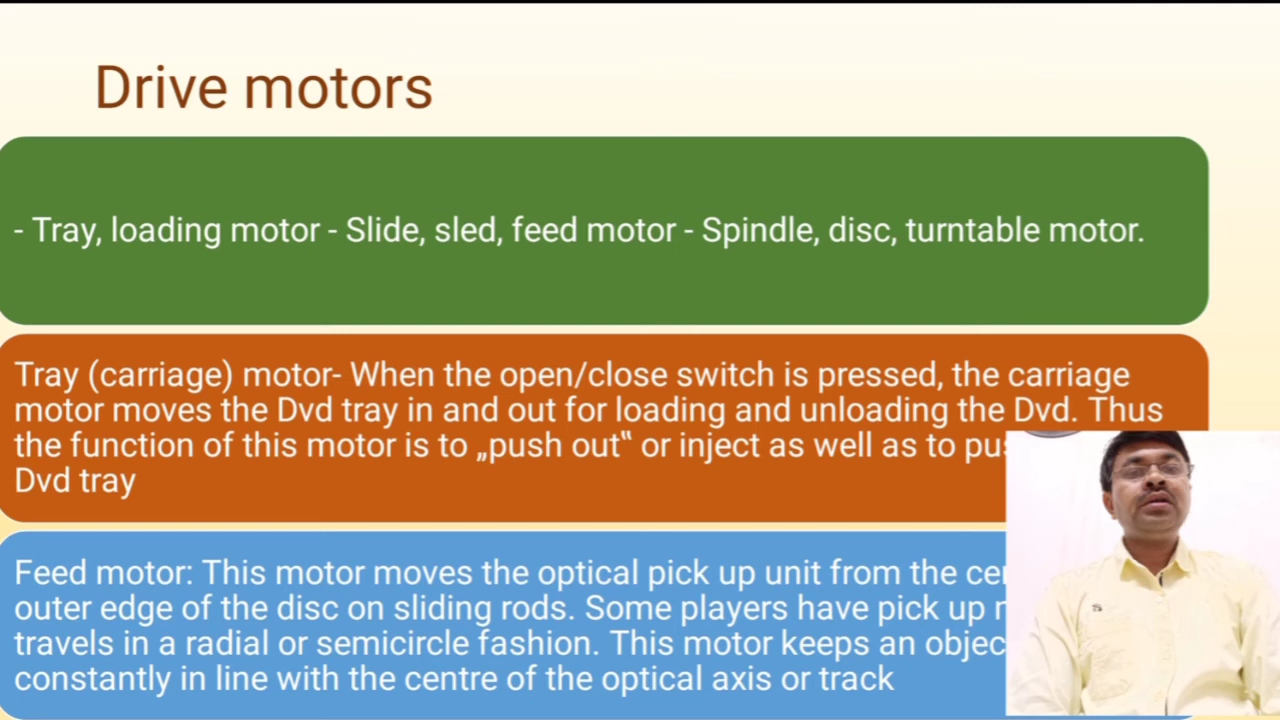 Drive motors
- Tray, loading motor - Slide, sled, feed motor - Spindle, disc, turntable motor.
Tray (carriage) motor- When the open/close switch is pressed, the carriage
motor moves the Dvd tray in and out for loading and unloading the Dvd. Thus
the function of this motor is to „push out‟ or inject as well as to
Dvd tray
Feed motor: This motor moves the optical pick up unit from the
outer edge of the disc on sliding rods. Some players have pick up
travels in a radial or semicircle fashion. This motor keeps an
constantly in line with the centre of the optical axis or track